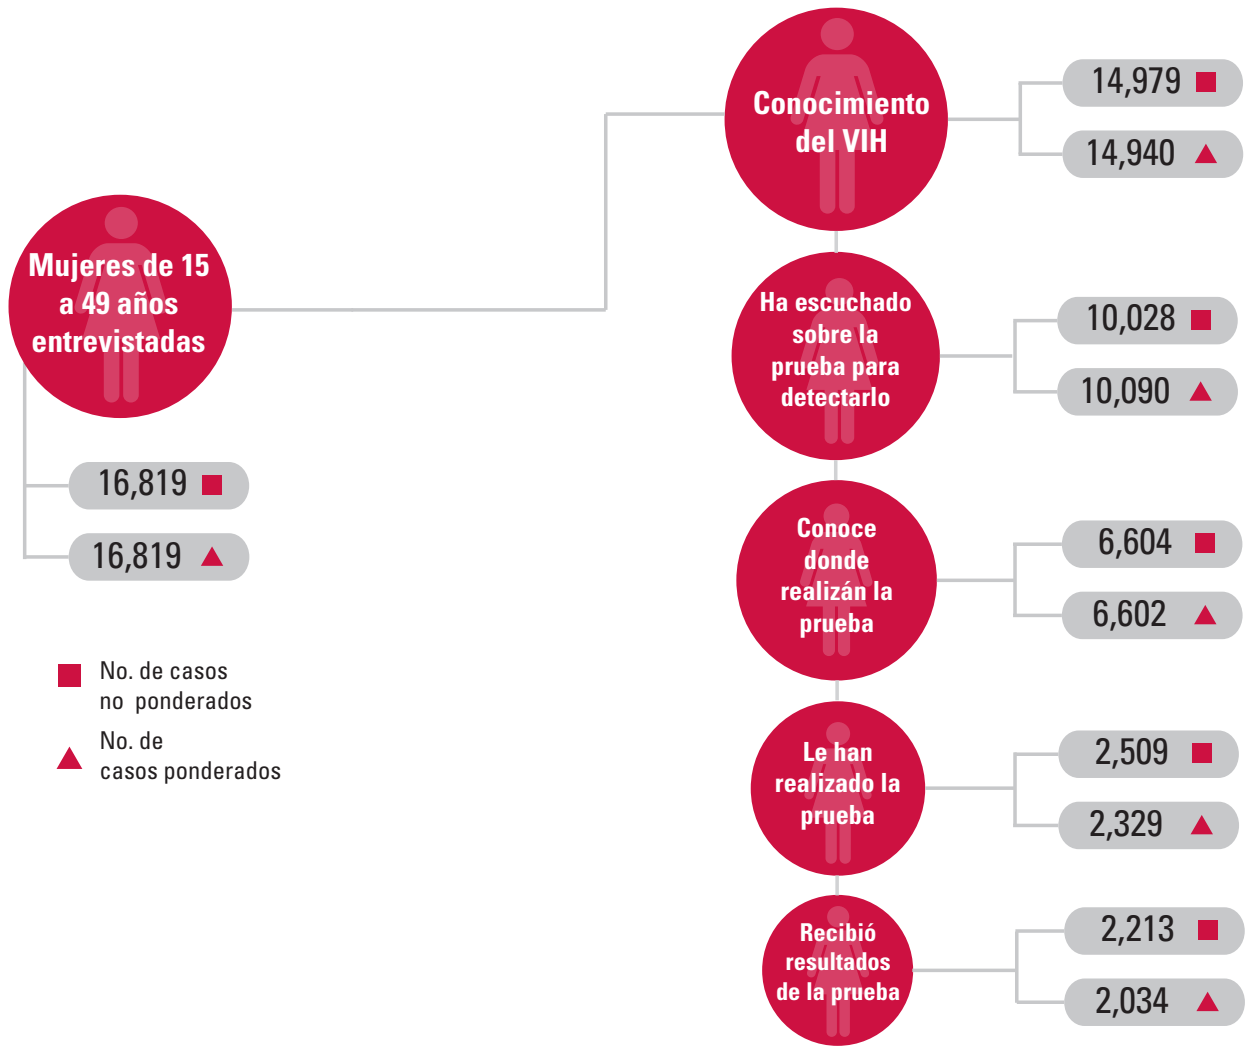 Mujeres de 15
a 49 años
entrevistadas
16,819
16,819
No. de casos
no ponderados
No. de
casos ponderados
Conocimiento
del VIH
14,979
14,940
Ha escuchado
sobre la
prueba para
detectarlo
10,028
10,090
Conoce
donde
realizán la
prueba
6,604
6,602
Le han
realizado la
prueba
2,509
2,329
Recibió
resultados
de la prueba
2,213
2,034